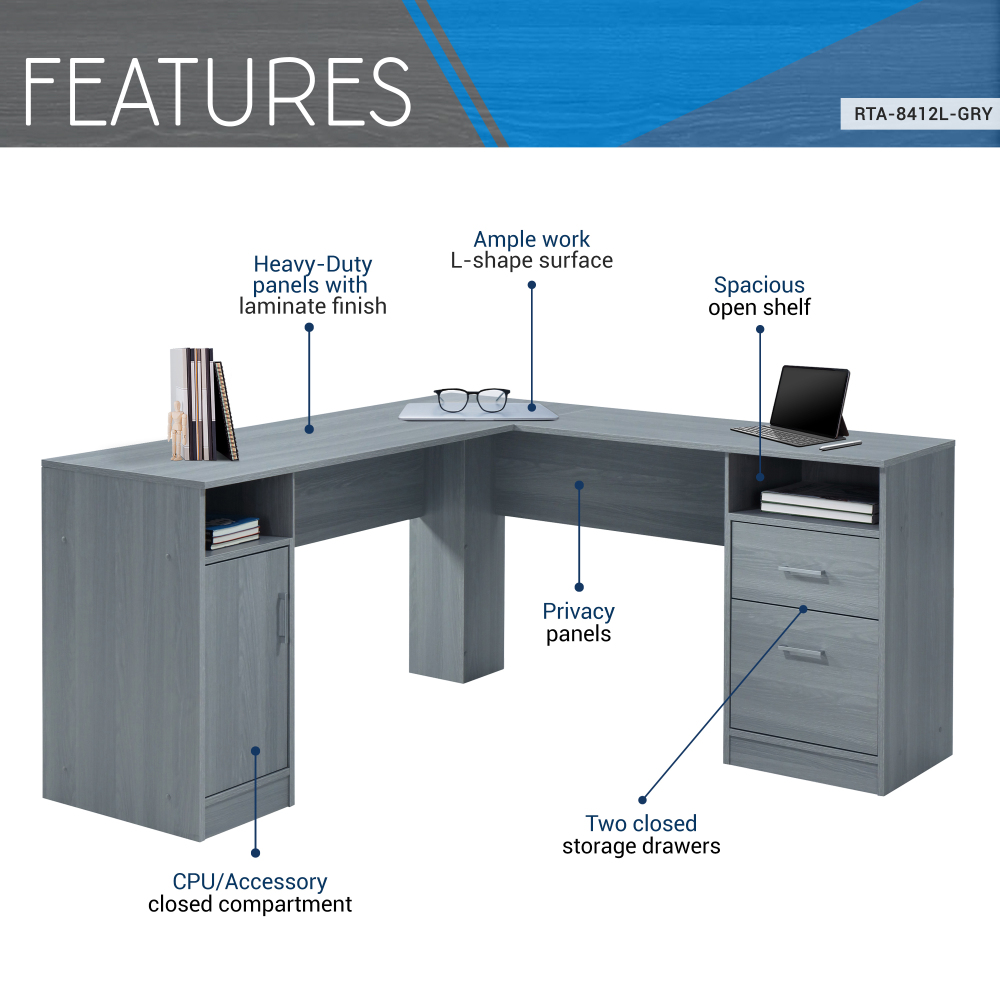 FEATURES
RTA-8412L-GRY
Ample work
L-shape surface
Heavy-Duty
panels with
laminate finish
Spacious
open shelf
Privacy
panels
Two closed
storage drawers
CPU/Accessory
closed compartment